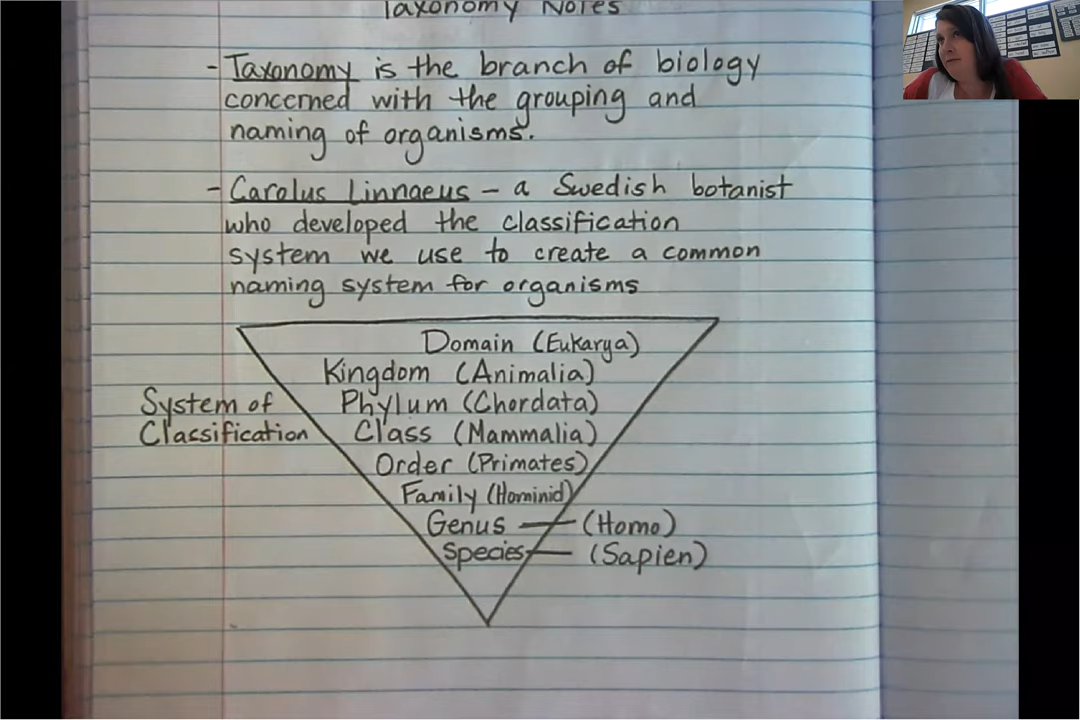 Taxonomy Notes
- Taxonomy is the branch of biology
concerned with the grouping and
naming of organisms.
- Carolus Linnaeus - a Swedish botanist
who developed the classification
system we use to create a common
naming system for organisms
Domain (Eukarya)
Kingdom (Animalia)
Phylum (Chordata)
Class (Mammalia)
Order (Primates)
Family (Hominid)
Genus — (Homo)
Species — (Sapien)
System of
Classification